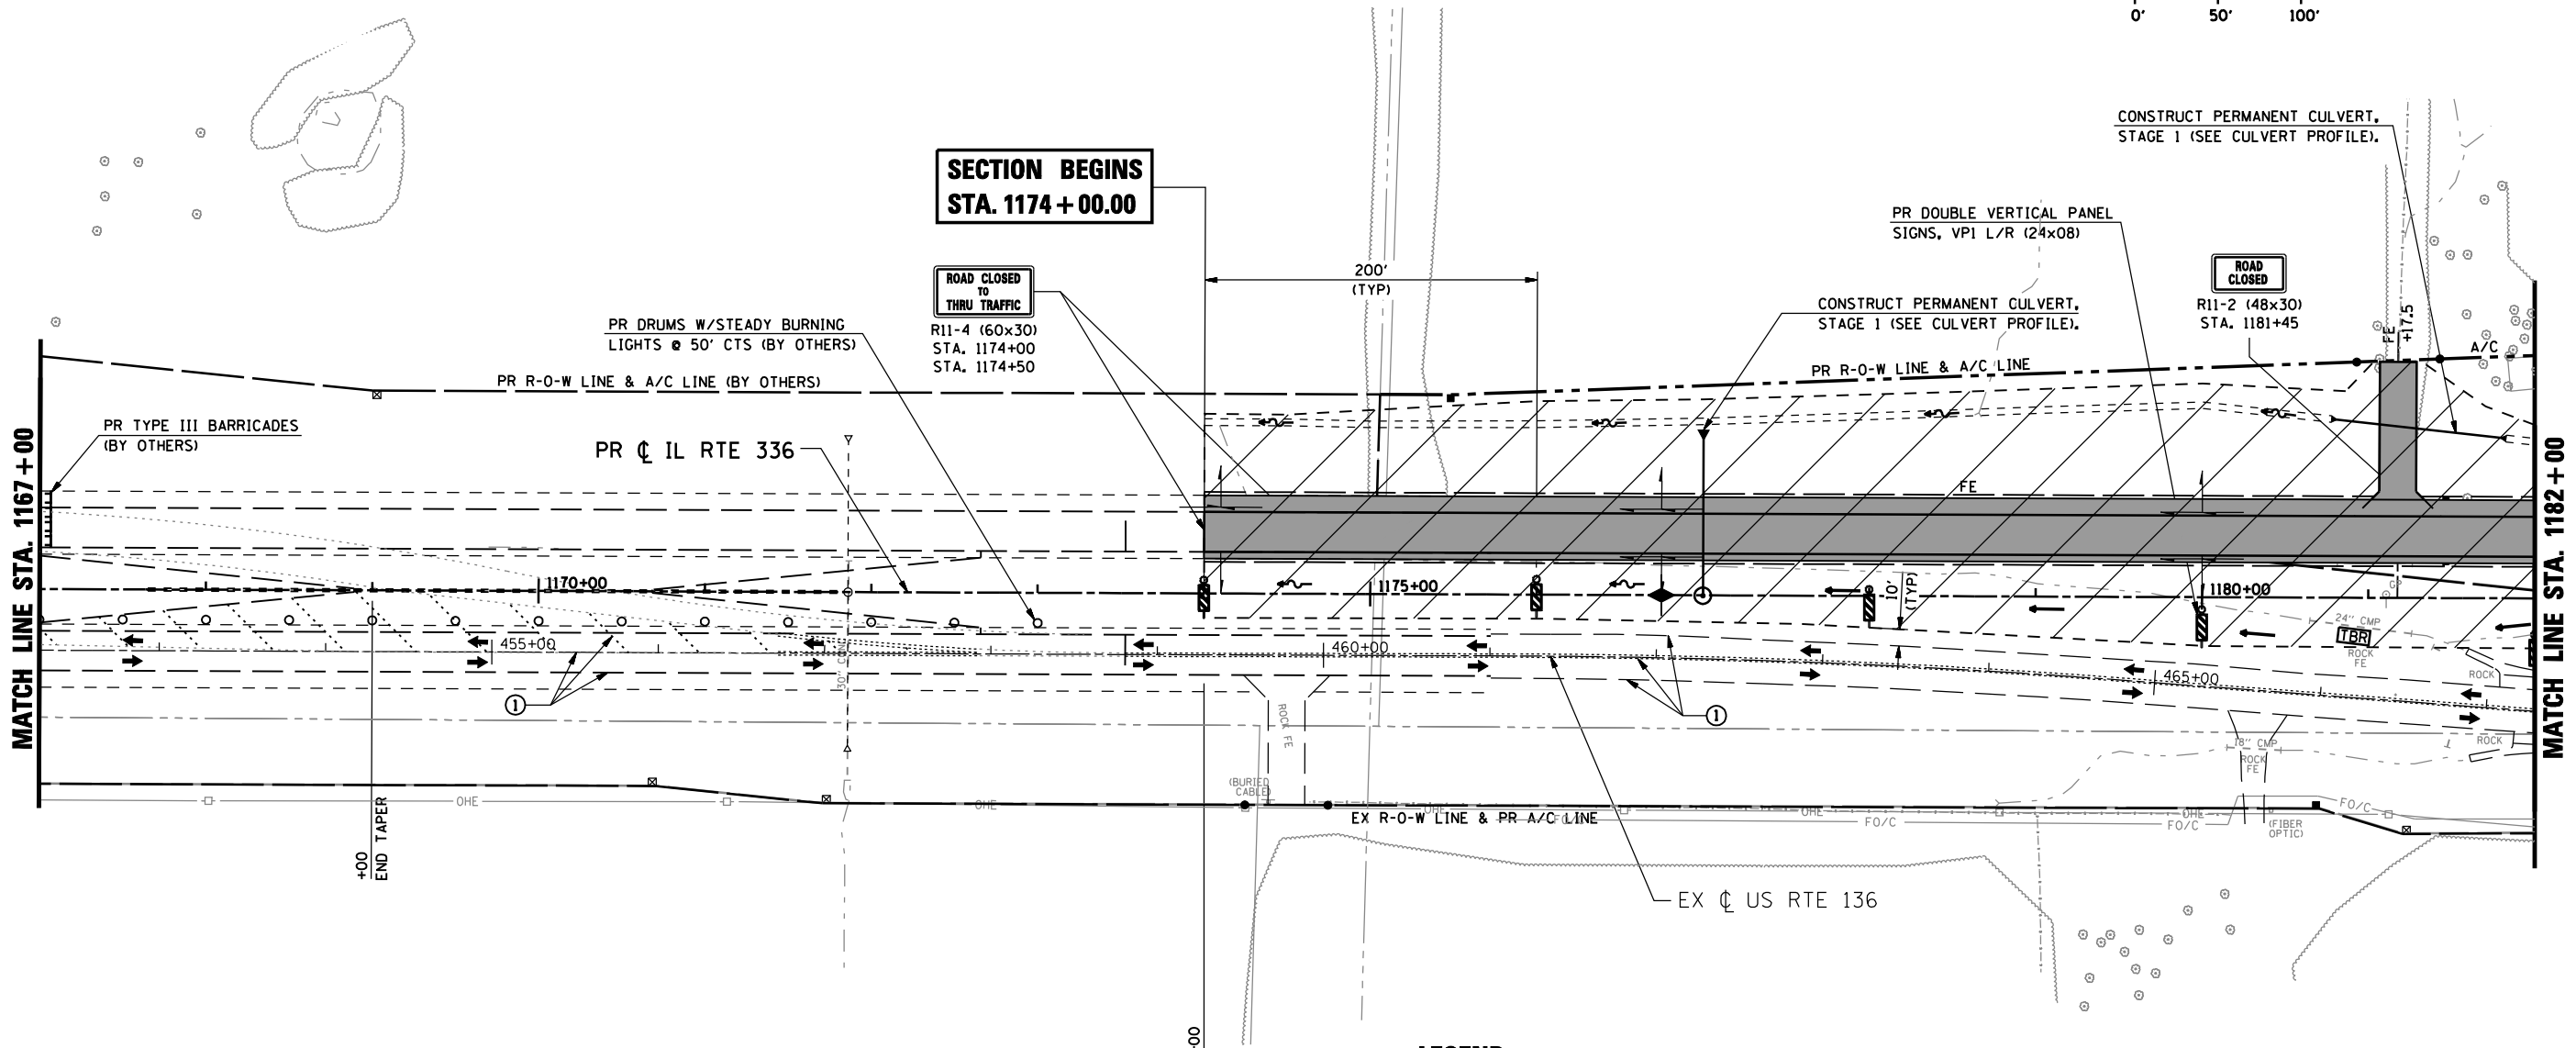 0' 50' 100'
CONSTRUCT PERMANENT CULVERT,
STAGE 1 (SEE CULVERT PROFILE).
SECTION BEGINS
STA. 1174+00.00
PR DOUBLE VERTICAL PANEL
SIGNS, VP1 L/R (24x08)
ROAD CLOSED
TO
THRU TRAFFIC
R11-4 (60x30)
STA. 1174+00
STA. 1174+50
200'
(TYP)
ROAD
CLOSED
R11-2 (48x30)
STA. 1181+45
CONSTRUCT PERMANENT CULVERT,
STAGE 1 (SEE CULVERT PROFILE).
PR DRUMS W/STEADY BURNING
LIGHTS @ 50' CTS (BY OTHERS)
FE
+17.5
A/C
PR R-O-W LINE & A/C LINE (BY OTHERS)
PR R-O-W LINE & A/C LINE
PR TYPE III BARRICADES
(BY OTHERS)
PR ℄ IL RTE 336
MATCH LINE STA. 1167+00
MATCH LINE STA. 1182+00
FE
1170+00
1175+00
1180+00
10'
(TYP)
CP
24" CMP
TBR
ROCK
FE
455+00
460+00
465+00
ROCK
1
1
ROCK FE
ROCK
18" CMP
ROCK
FE
(BURIED
CABLE)
OHE
OHE
OHE
OHE
OHE
EX R-O-W LINE & PR A/C LINE
FO/C
FO/C
FO/C
FO/C
(FIBER
OPTIC)
+00
END TAPER
EX ℄ US RTE 136
+00
LEGEND